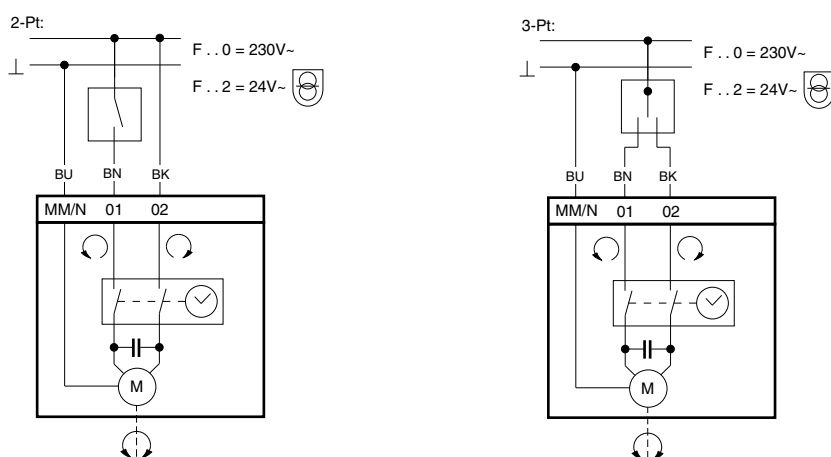 2-Pt:
F . . 0 = 230V~
⊥
F . . 2 = 24V~
BU BN BK
MM/N 01 02
M
3-Pt:
F . . 0 = 230V~
⊥
F . . 2 = 24V~
BU BN BK
MM/N 01 02
M